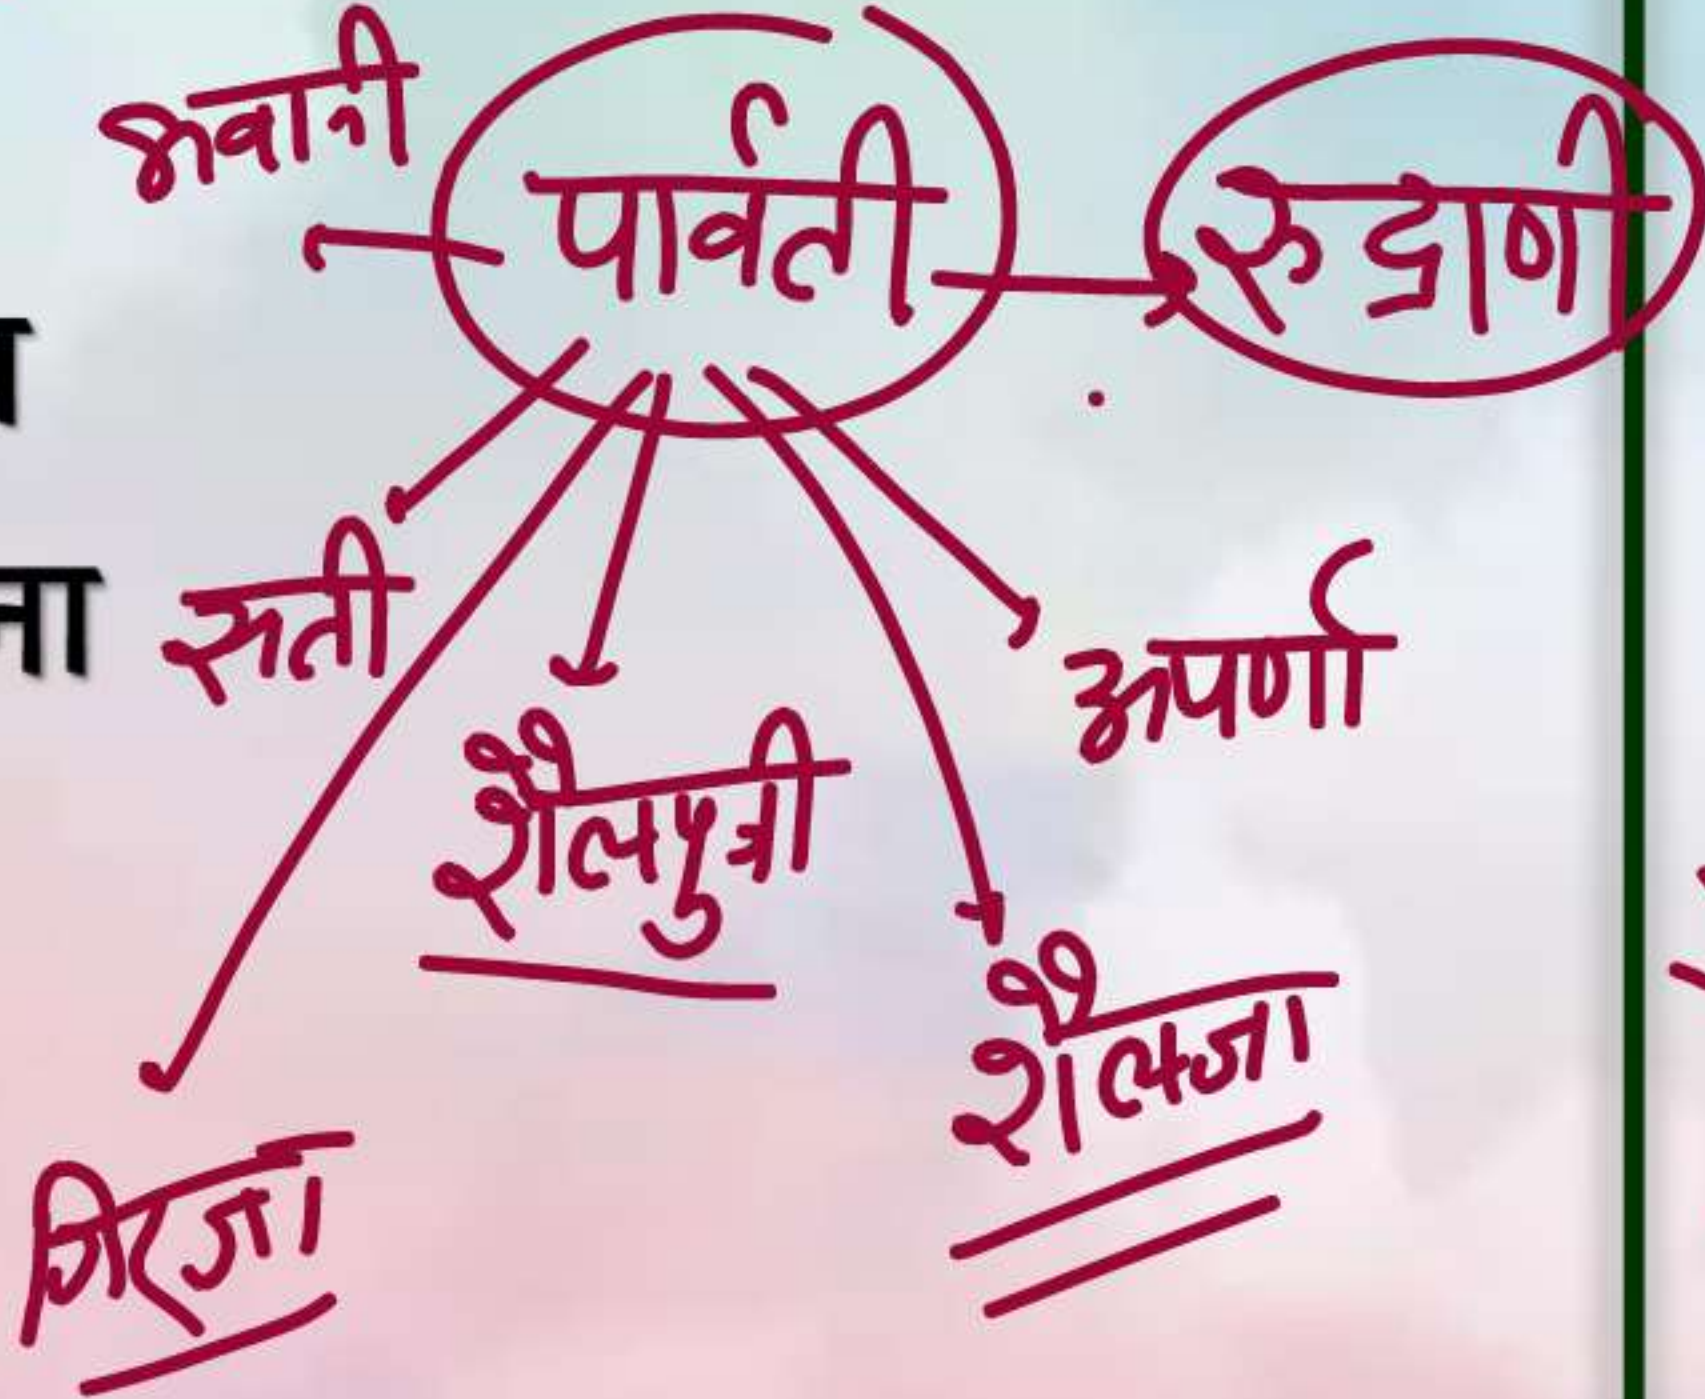 भवानी
पार्वती
रुद्राणी
सती
अपर्णा
शैलपुत्री
शैलजा
गिरजा